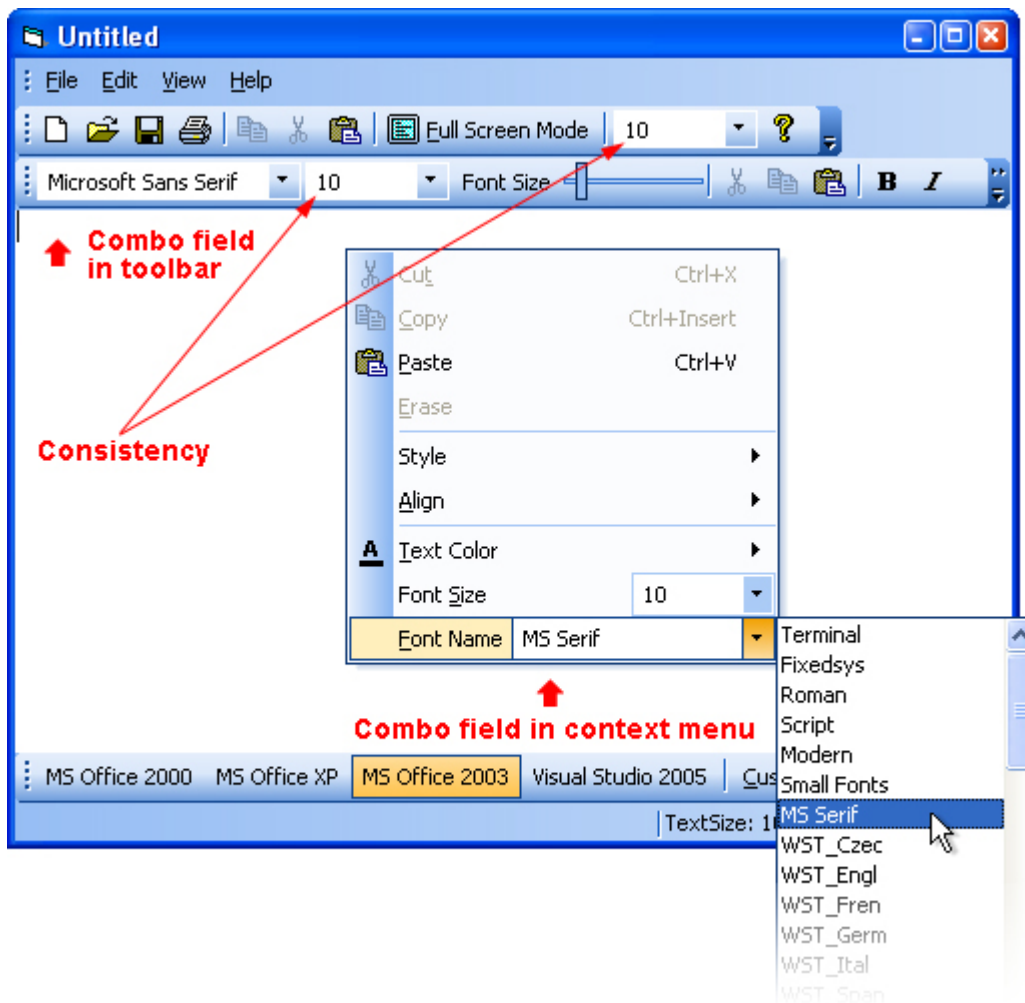 Untitled
File Edit View Help
Full Screen Mode 10
Microsoft Sans Serif 10 Font Size B I
Combo field
in toolbar
Cut Ctrl+X
Copy Ctrl+Insert
Paste Ctrl+V
Erase
Consistency
Style
Align
A Text Color
Font Size 10
Font Name MS Serif
Terminal
Fixedsys
Roman
Script
Modern
Small Fonts
MS Serif
WST_Czec
WST_Engl
WST_Fren
WST_Germ
WST_Ital
WST_Span
Combo field in context menu
MS Office 2000 MS Office XP MS Office 2003 Visual Studio 2005 Cus
TextSize: 1